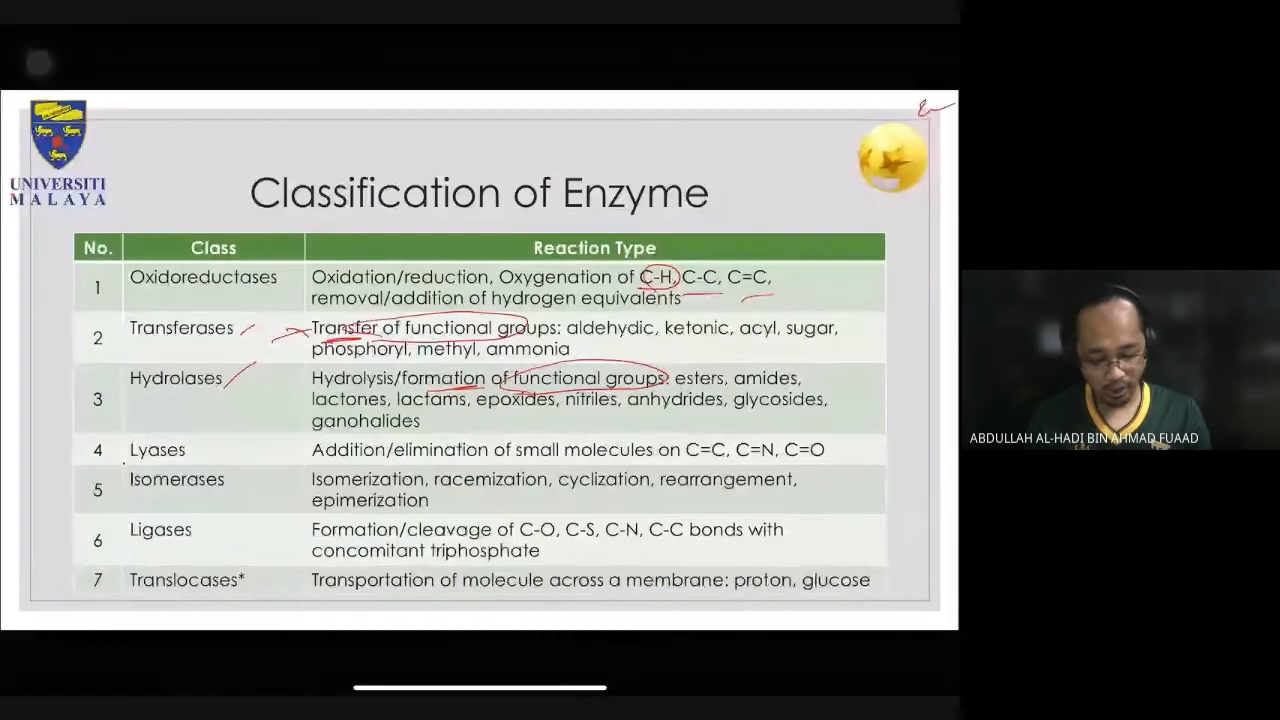 UNIVERSITI
MALAYA
Classification of Enzyme
No. Class Reaction Type
1 Oxidoreductases Oxidation/reduction, Oxygenation of C-H, C-C, C=C,
removal/addition of hydrogen equivalents
2 Transferases Transfer of functional groups: aldehydic, ketonic, acyl, sugar,
phosphoryl, methyl, ammonia
3 Hydrolases Hydrolysis/formation of functional groups: esters, amides,
lactones, lactams, epoxides, nitriles, anhydrides, glycosides,
ganohalides
4 Lyases Addition/elimination of small molecules on C=C, C=N, C=O
5 Isomerases Isomerization, racemization, cyclization, rearrangement,
epimerization
6 Ligases Formation/cleavage of C-O, C-S, C-N, C-C bonds with
concomitant triphosphate
7 Translocases* Transportation of molecule across a membrane: proton, glucose
ABDULLAH AL-HADI BIN AHMAD FUAAD